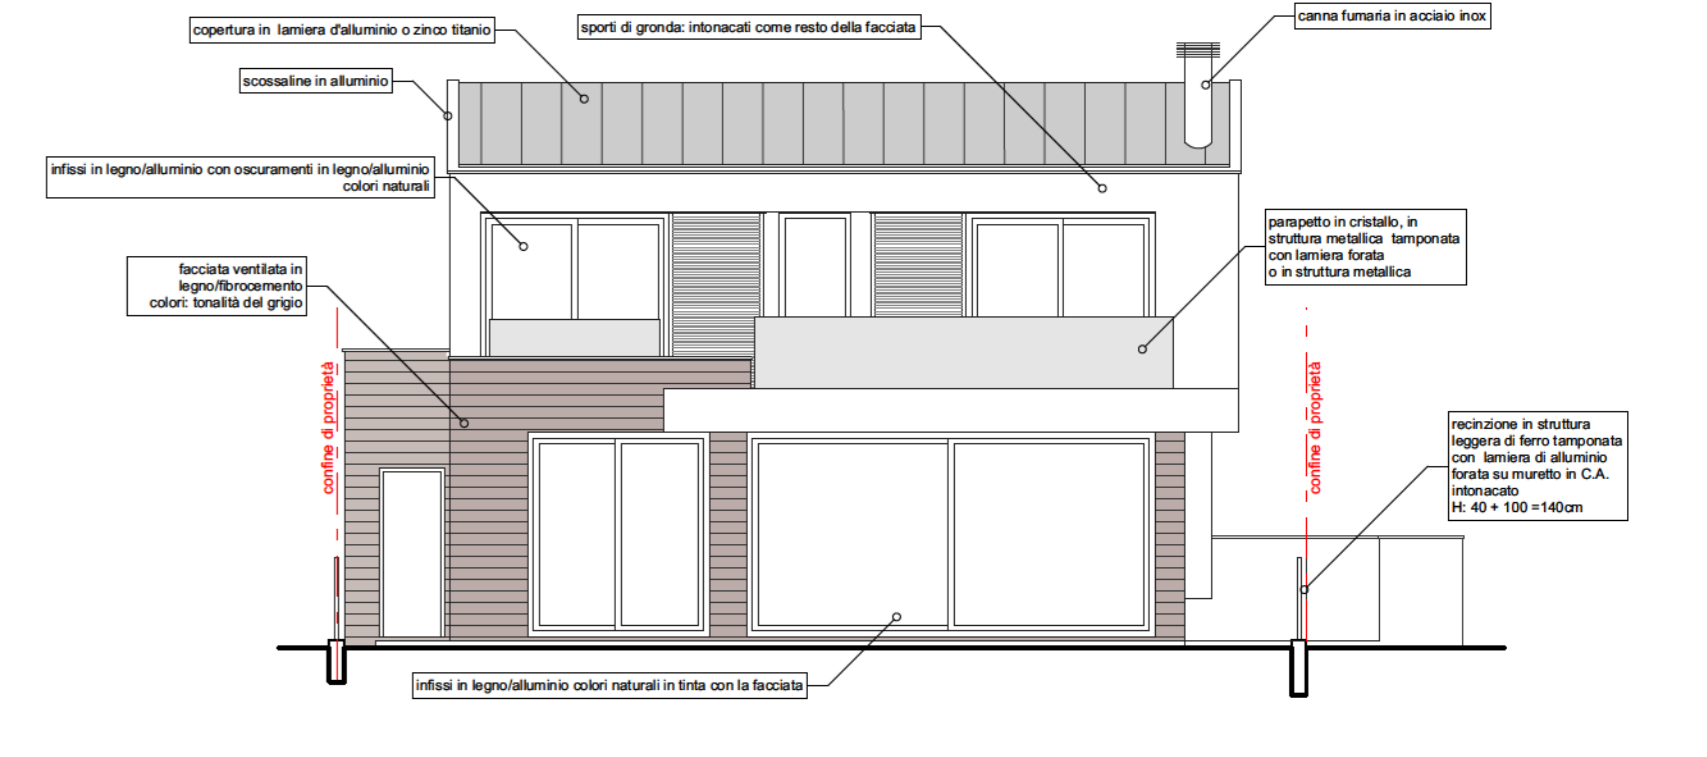 copertura in  lamiera d'alluminio o zinco titanio
sporti di gronda: intonacati come resto della facciata
canna fumaria in acciaio inox
scossaline in alluminio
infissi in legno/alluminio con oscuramenti in legno/alluminio
colori naturali
parapetto in cristallo, in
struttura metallica  tamponata
con lamiera forata
o in struttura metallica
facciata ventilata in
legno/fibrocemento
colori: tonalità del grigio
confine di proprietà
confine di proprietà
recinzione in struttura
leggera di ferro tamponata
con  lamiera di alluminio
forata su muretto in C.A.
intonacato
H: 40 + 100 =140cm
infissi in legno/alluminio colori naturali in tinta con la facciata